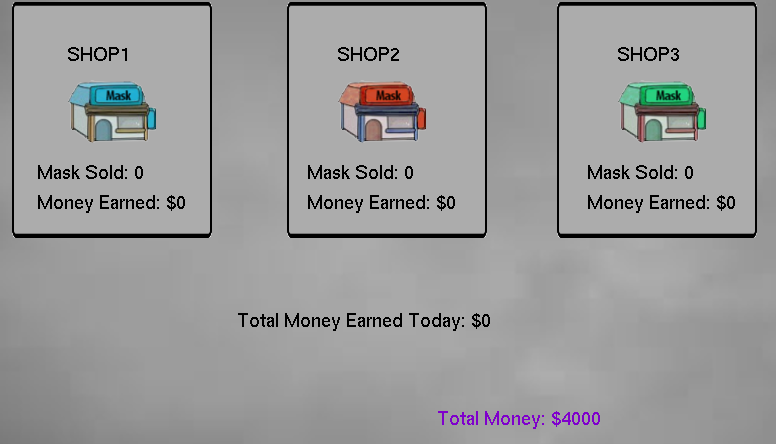 SHOP1
Mask
Mask Sold: 0
Money Earned: $0
SHOP2
Mask
Mask Sold: 0
Money Earned: $0
SHOP3
Mask
Mask Sold: 0
Money Earned: $0
Total Money Earned Today: $0
Total Money: $4000